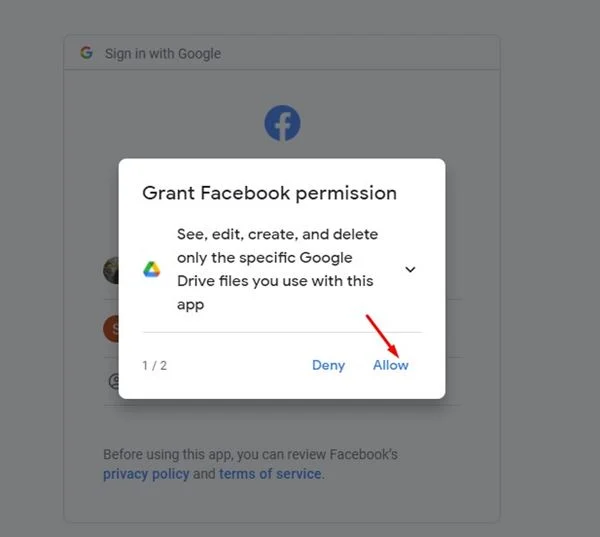 Sign in with Google
Grant Facebook permission
See, edit, create, and delete
only the specific Google
Drive files you use with this
app
1 / 2
Deny
Allow
S
Before using this app, you can review Facebook's
privacy policy and terms of service.